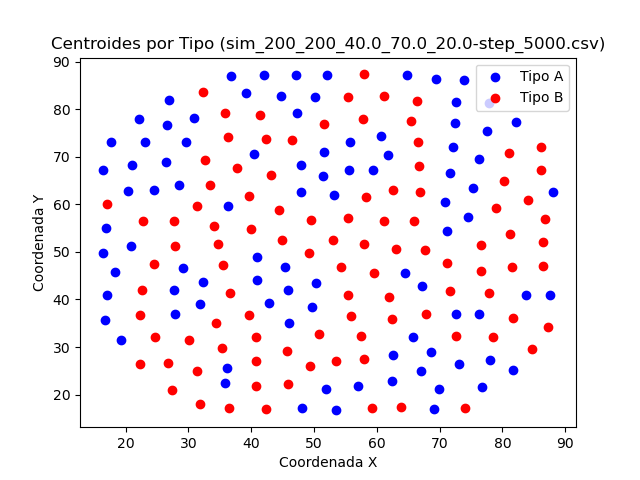 Centroides por Tipo (sim_200_200_40.0_70.0_20.0-step_5000.csv)
Tipo A
Tipo B
90
80
70
60
50
40
30
20
Coordenada Y
20 30 40 50 60 70 80 90
Coordenada X